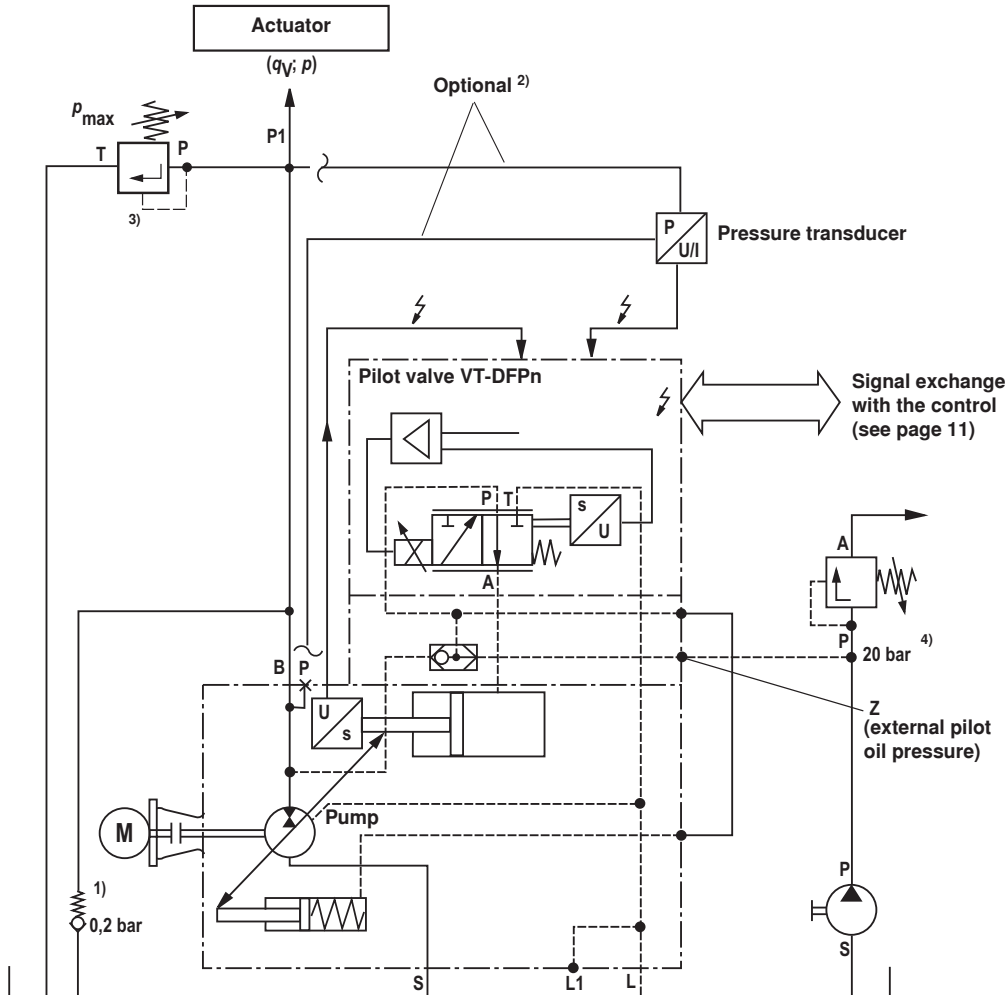 Actuator
(qV; p)
Optional 2)
pmax
T
P
P1
3)
P
U/I
Pressure transducer
Pilot valve VT-DFPn
Signal exchange
with the control
(see page 11)
P T
s
U
A
A
P
20 bar 4)
B P
Z
(external pilot
oil pressure)
U
s
Pump
M
1)
0,2 bar
P
S
S
L1
L